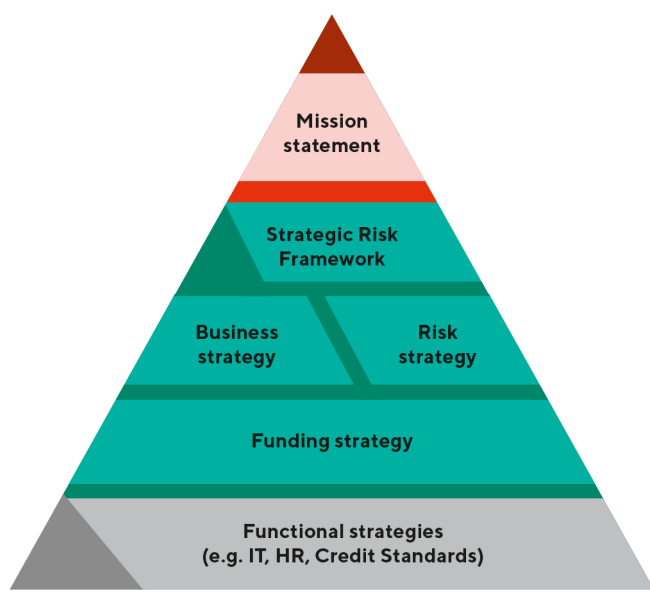 Mission
statement
Strategic Risk
Framework
Business
strategy
Risk
strategy
Funding strategy
Functional strategies
(e.g. IT, HR, Credit Standards)